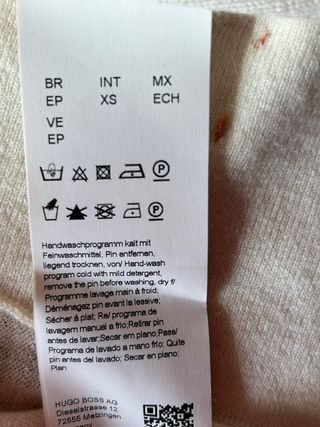 BR INT MX
EP XS ECH
VE
EP
P
P
Handwaschprogramm kalt mit
Feinwaschmittel, Pin entfernen,
liegend trocknen, von/ Hand-wash
program cold with mild detergent,
remove the pin before washing, dry f/
Programme lavage main à froid;
Déménagez pin avant la lessive;
Sécher à plat; Re/ programa de
lavagem manual a frio;Retirar pin
antes de lavar;Secar em plano;Pass/
Programa de lavado a mano frio; Quite
pin antes del lavado; Secar en plano;
Plan
HUGO BOSS AG
Dieselstrasse 12
72555 Metzingen